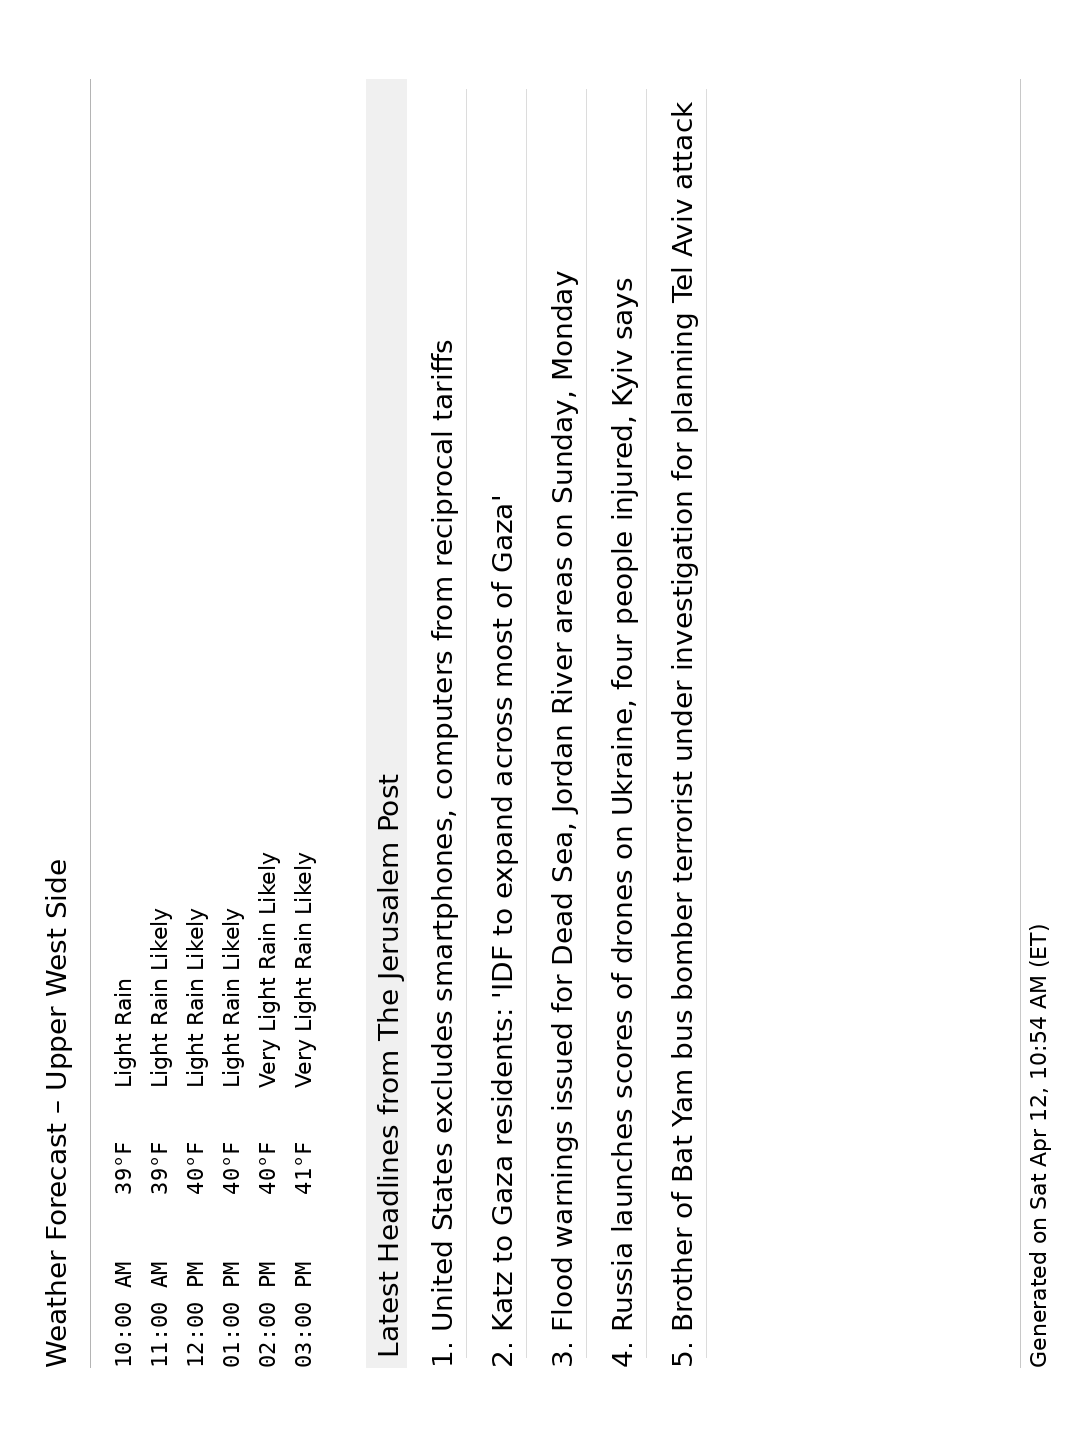 Weather Forecast – Upper West Side
10:00 AM 39°F Light Rain
11:00 AM 39°F Light Rain Likely
12:00 PM 40°F Light Rain Likely
01:00 PM 40°F Light Rain Likely
02:00 PM 40°F Very Light Rain Likely
03:00 PM 41°F Very Light Rain Likely
Latest Headlines from The Jerusalem Post
1. United States excludes smartphones, computers from reciprocal tariffs
2. Katz to Gaza residents: 'IDF to expand across most of Gaza'
3. Flood warnings issued for Dead Sea, Jordan River areas on Sunday, Monday
4. Russia launches scores of drones on Ukraine, four people injured, Kyiv says
5. Brother of Bat Yam bus bomber terrorist under investigation for planning Tel Aviv attack
Generated on Sat Apr 12, 10:54 AM (ET)